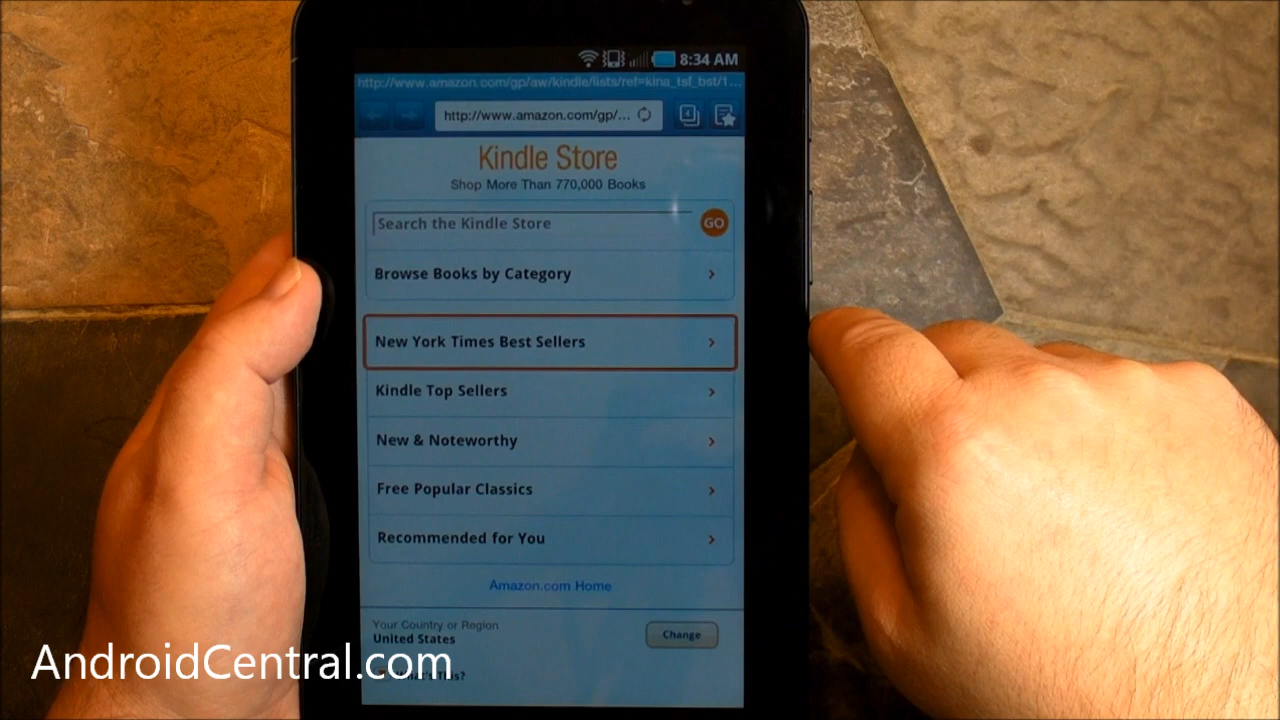 8:34 AM
http://www.amazon.com/gp/aw/kindle/lists/ref=kina_tsf_bst/1...
http://www.amazon.com/gp/...
4
Kindle Store
Shop More Than 770,000 Books
Search the Kindle Store
GO
Browse Books by Category
New York Times Best Sellers
Kindle Top Sellers
New & Noteworthy
Free Popular Classics
Recommended for You
Amazon.com Home
Your Country or Region
United States
Change
What's This?
AndroidCentral.com